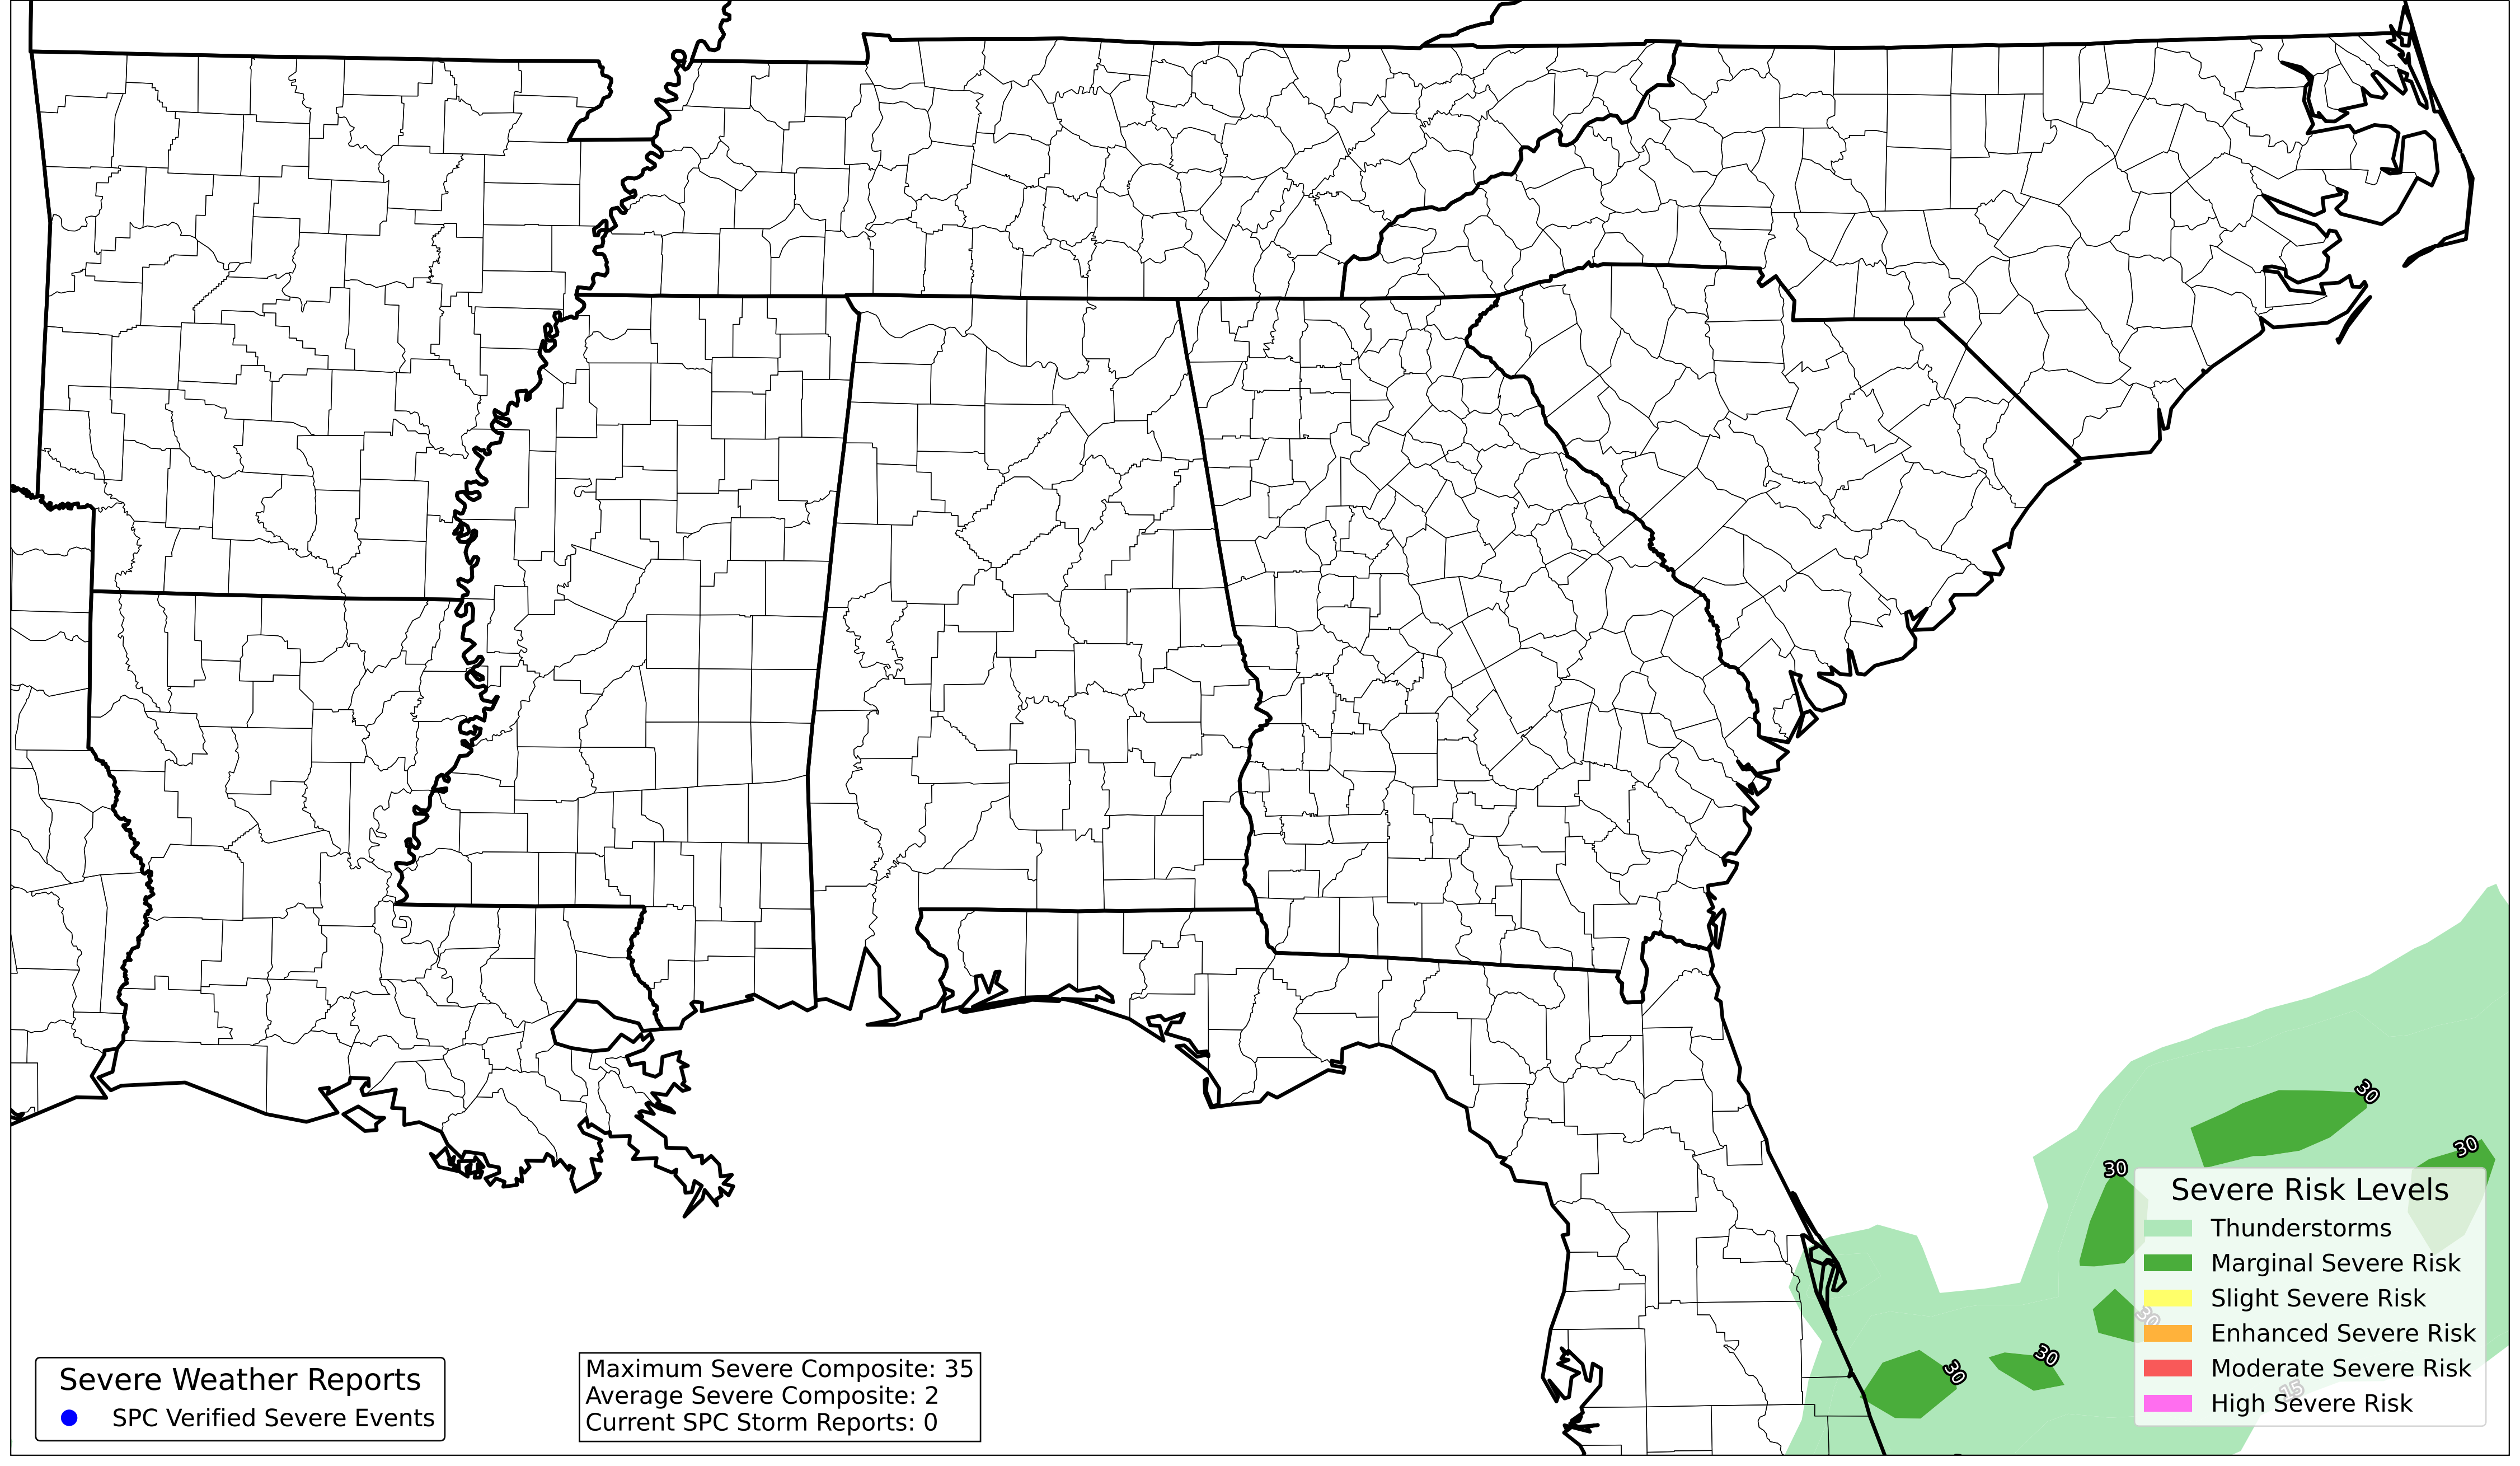 30
30
30
Severe Risk Levels
Thunderstorms
Marginal Severe Risk
Slight Severe Risk
30
Enhanced Severe Risk
30
30
Moderate Severe Risk
15
High Severe Risk
Severe Weather Reports
SPC Verified Severe Events
Maximum Severe Composite: 35
Average Severe Composite: 2
Current SPC Storm Reports: 0